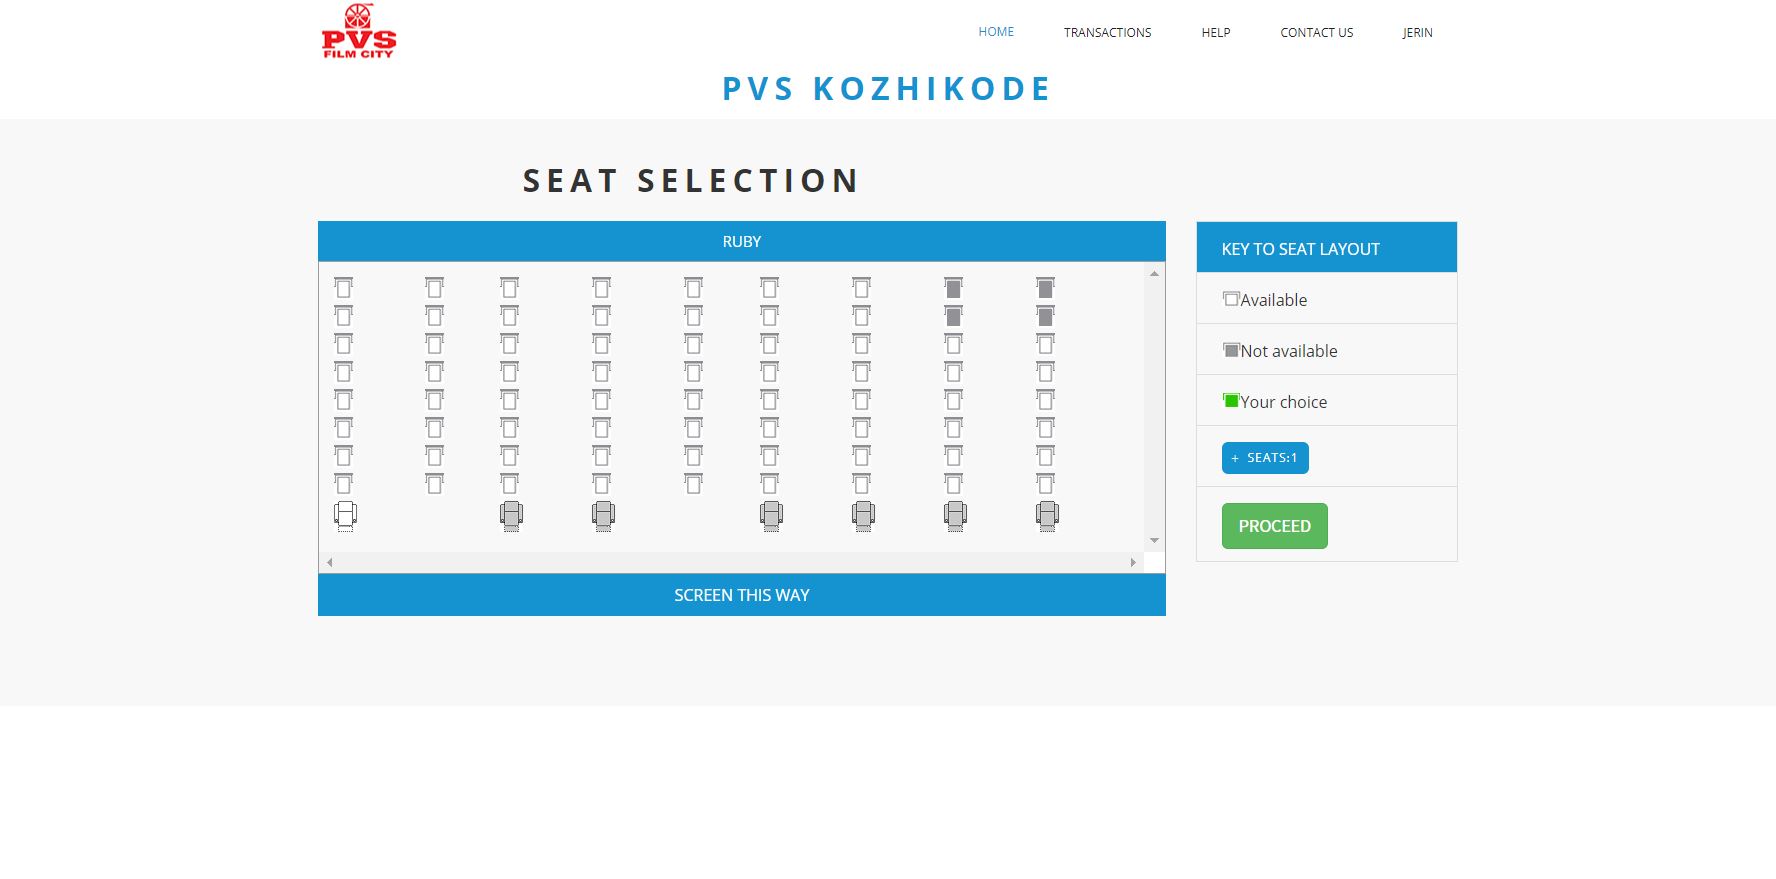 PVS
FILM CITY
HOME TRANSACTIONS HELP CONTACT US JERIN
PVS KOZHIKODE
SEAT SELECTION
RUBY
SCREEN THIS WAY
KEY TO SEAT LAYOUT
Available
Not available
Your choice
+ SEATS:1
PROCEED